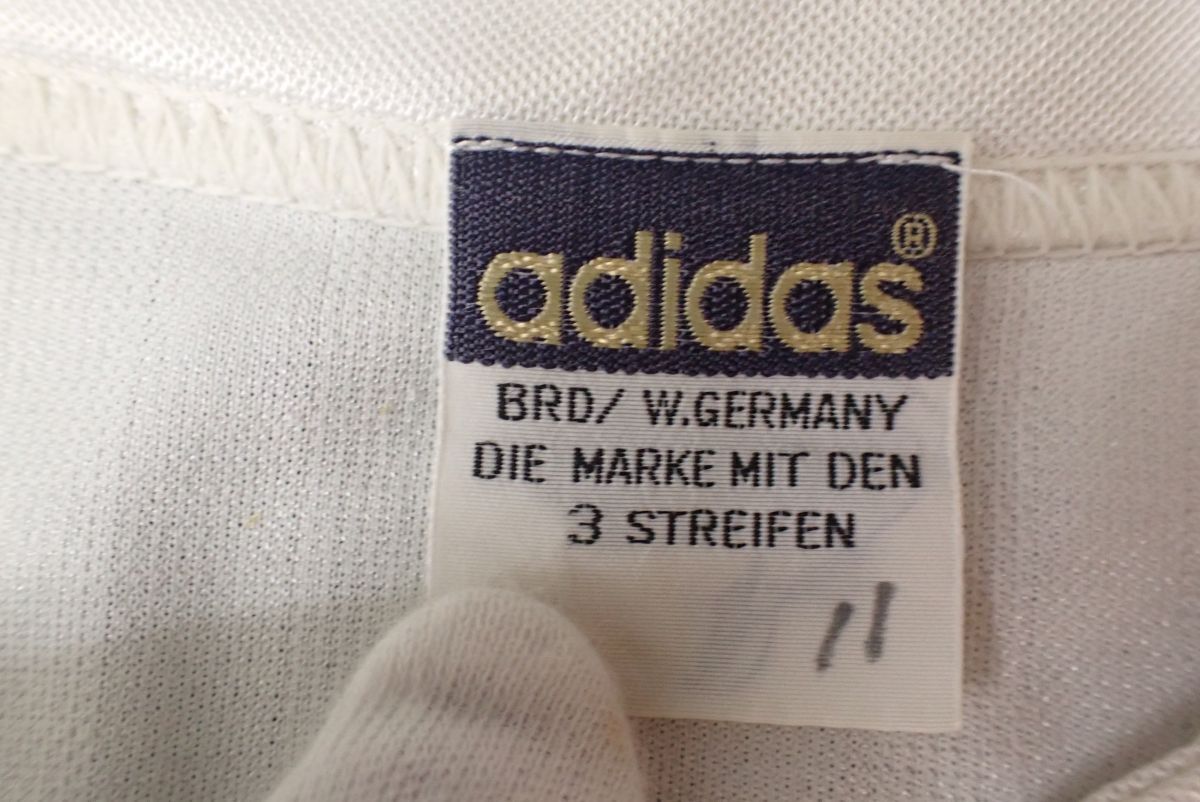 adidas®
BRD/ W.GERMANY
DIE MARKE MIT DEN
3 STREIFEN
11